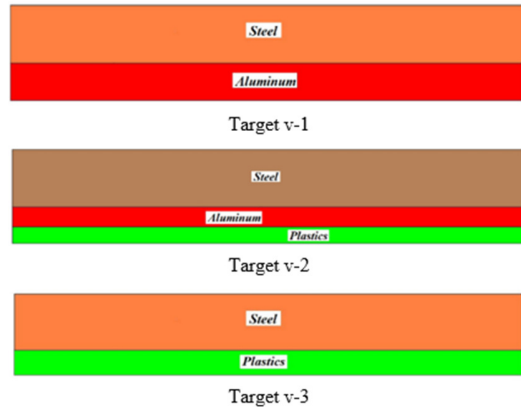 Steel
Aluminum
Target v-1
Steel
Aluminum
Plastics
Target v-2
Steel
Plastics
Target v-3